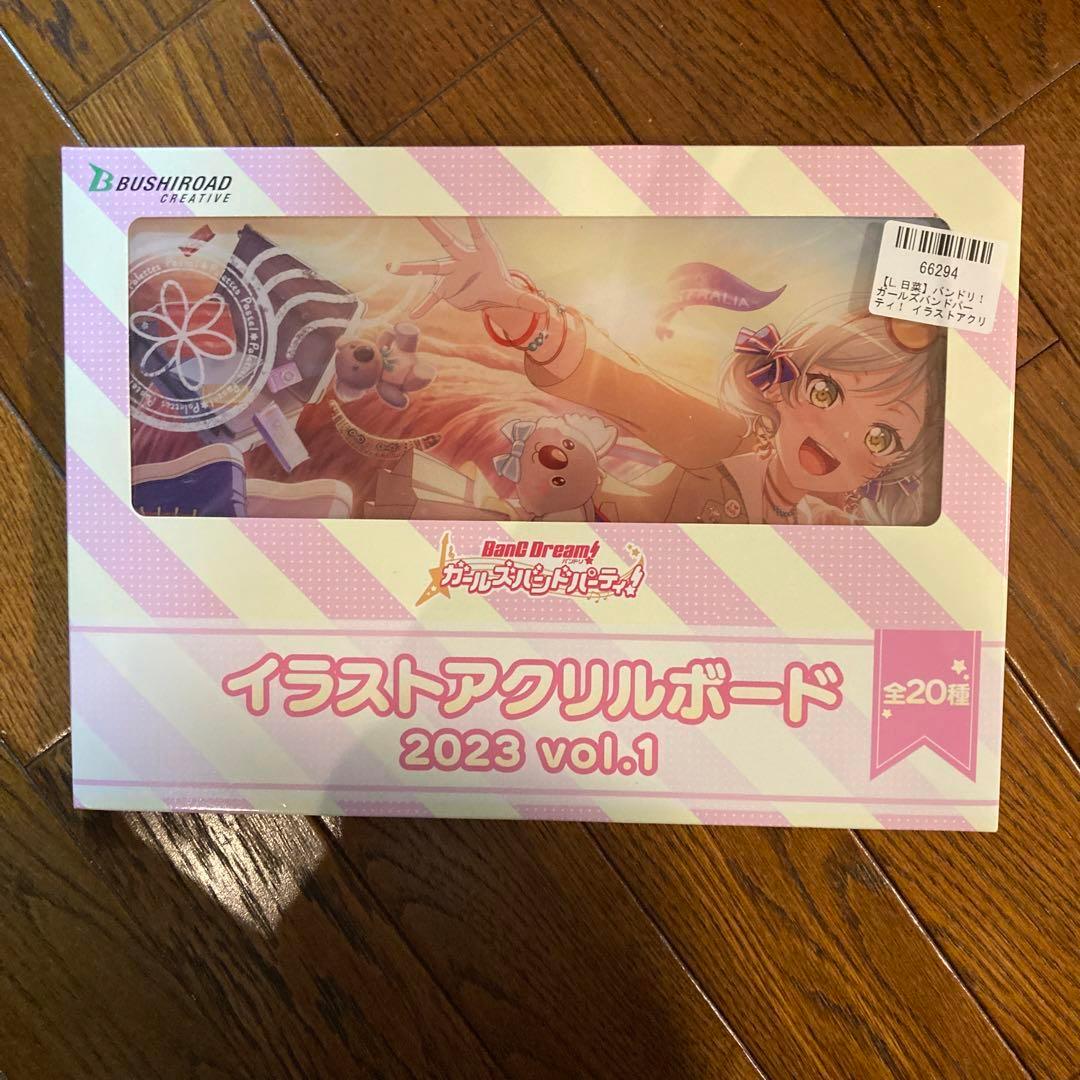 BUSHIROAD
CREATIVE
66294
【L 日菜】バンドリ！
ガールズバンドパー
ティ！ イラストアクリ
Pastel*Palettes
BanG Dream!
バンドリ！
ガールズバンドパーティ！
イラストアクリルボード
2023 vol.1
全20種